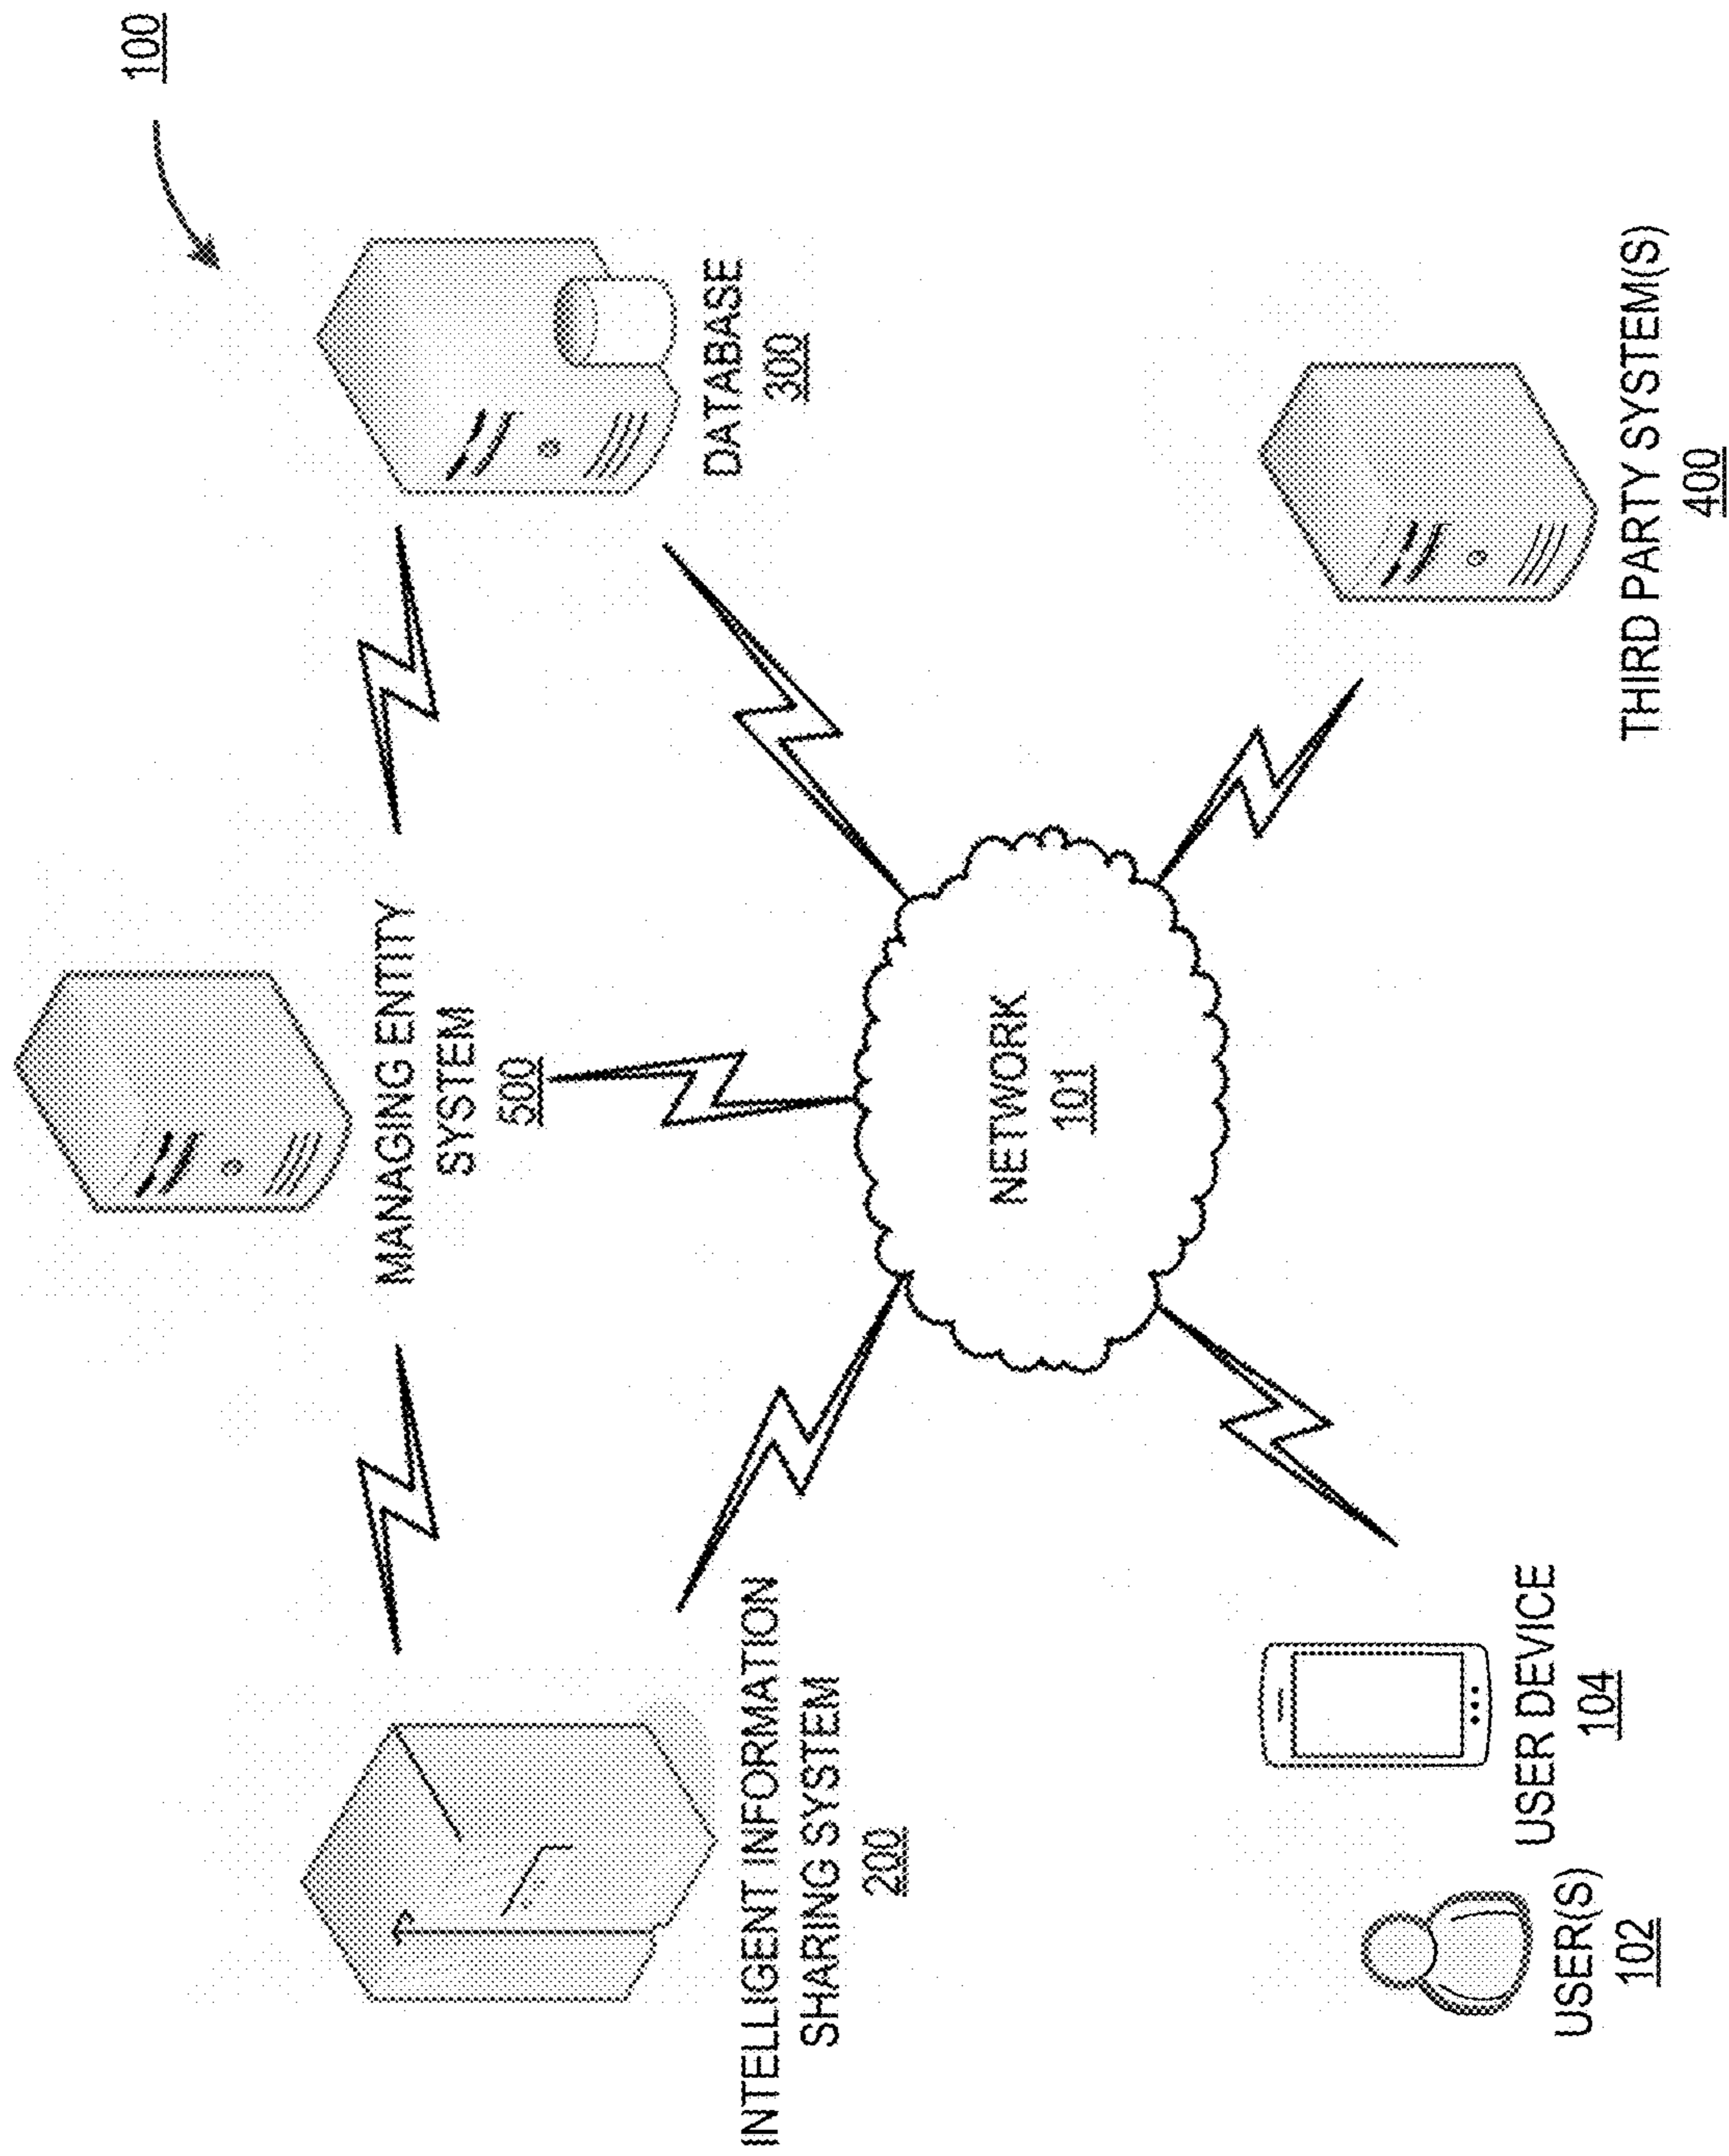 100
MANAGING ENTITY
SYSTEM
500
INTELLIGENT INFORMATION
SHARING SYSTEM
200
DATABASE
300
NETWORK
101
USER(S)
102
USER DEVICE
104
THIRD PARTY SYSTEM(S)
400